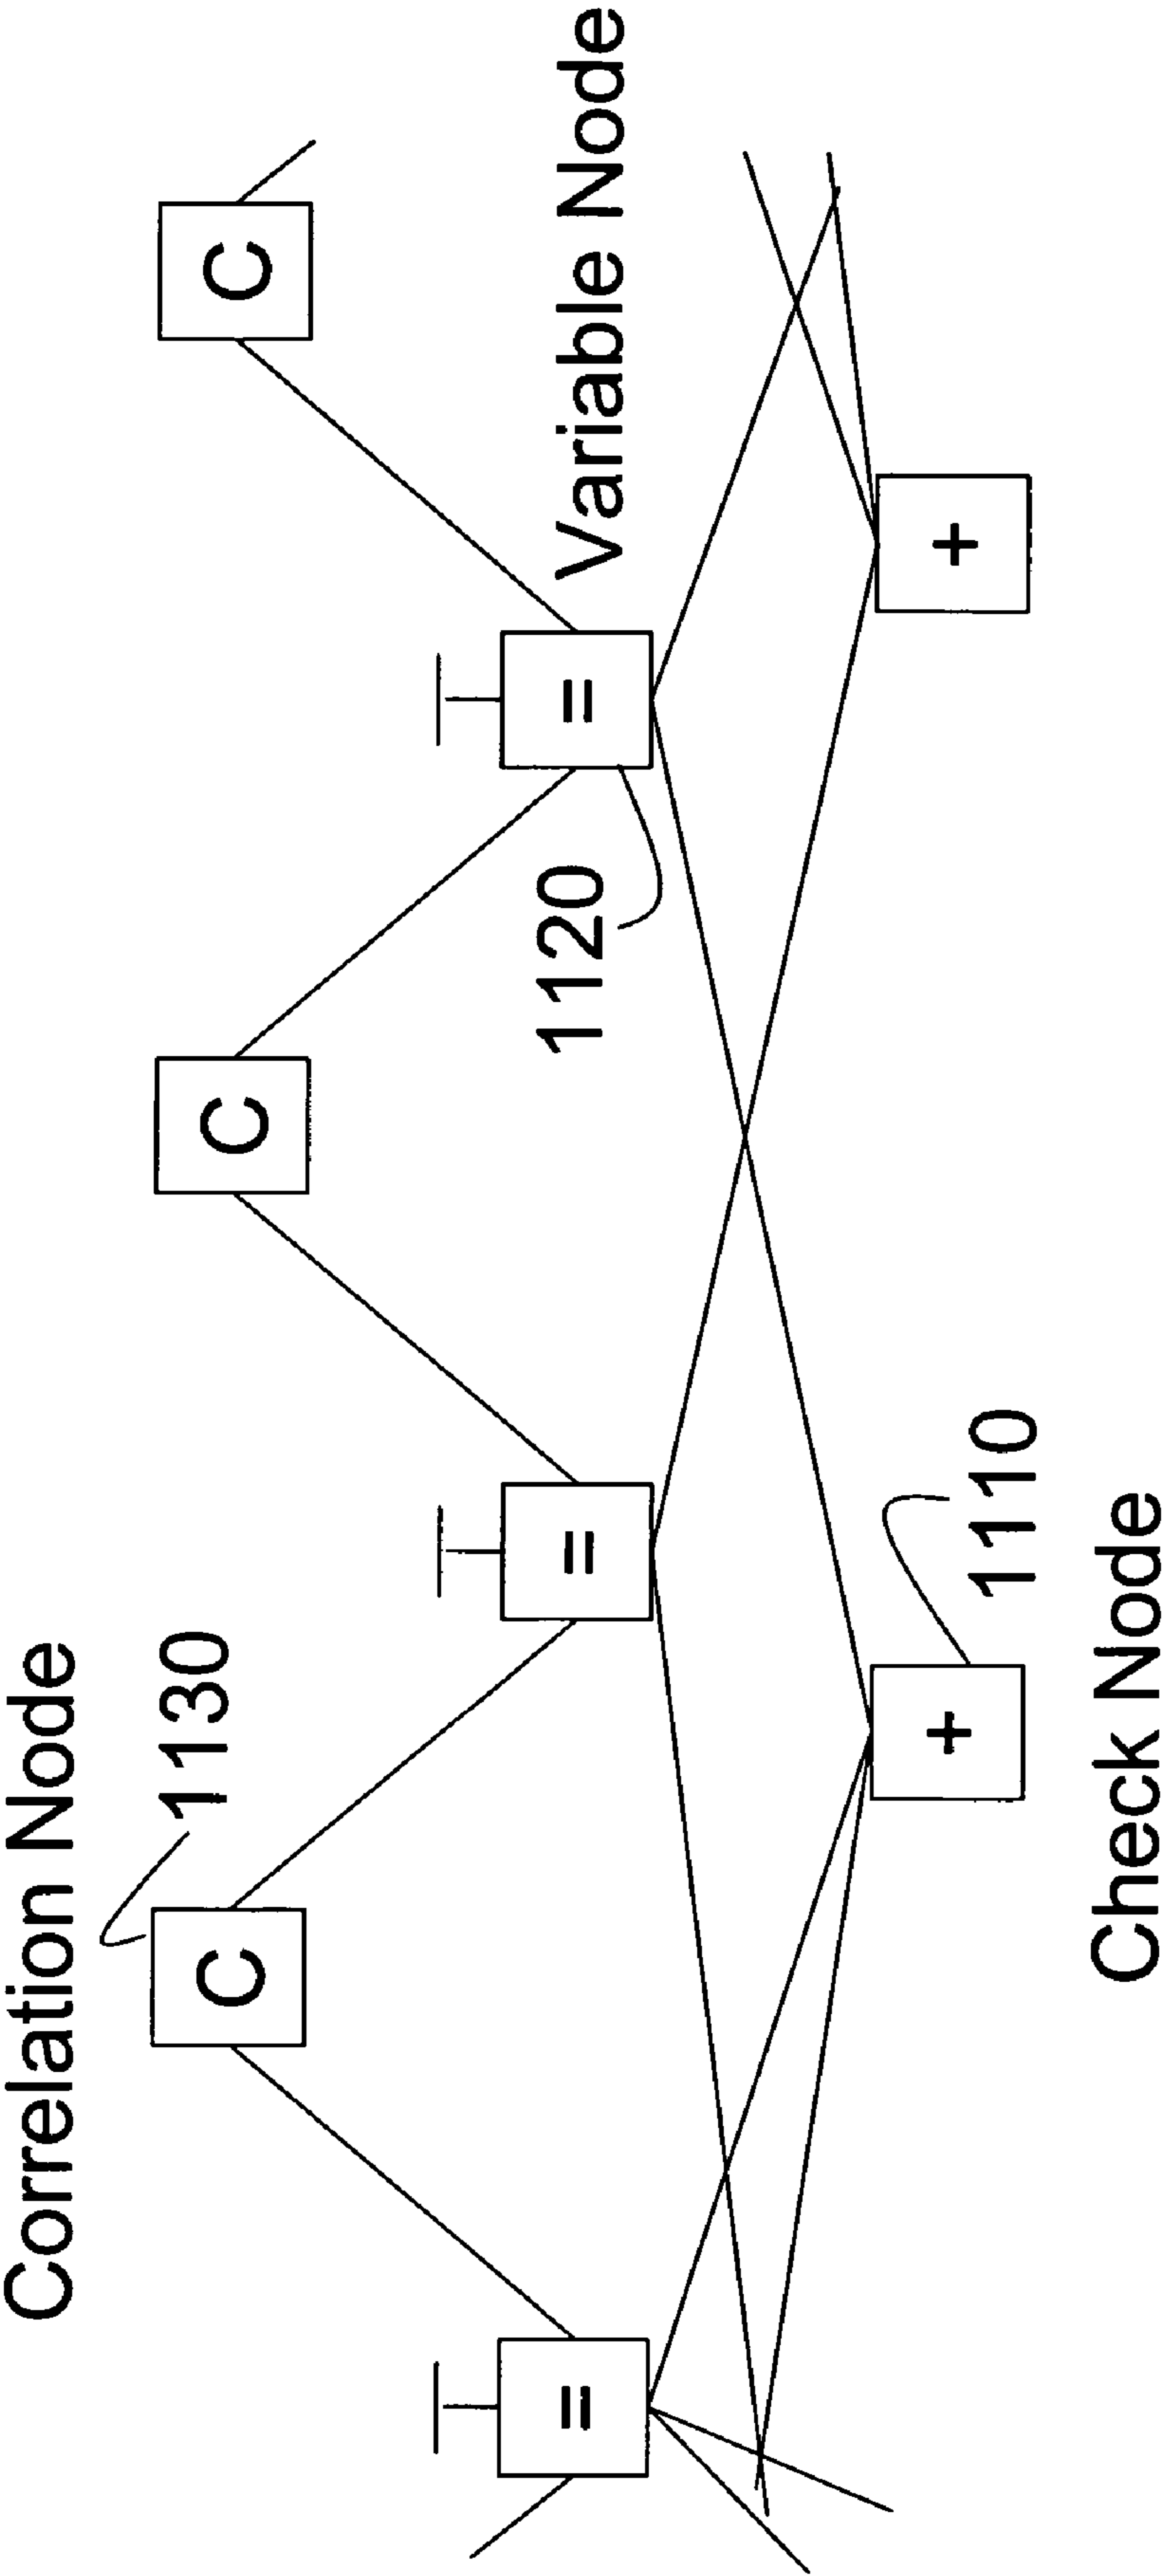 Correlation Node
1130
C
C
C
=
=
=
1120
Variable Node
+
+
1110
Check Node